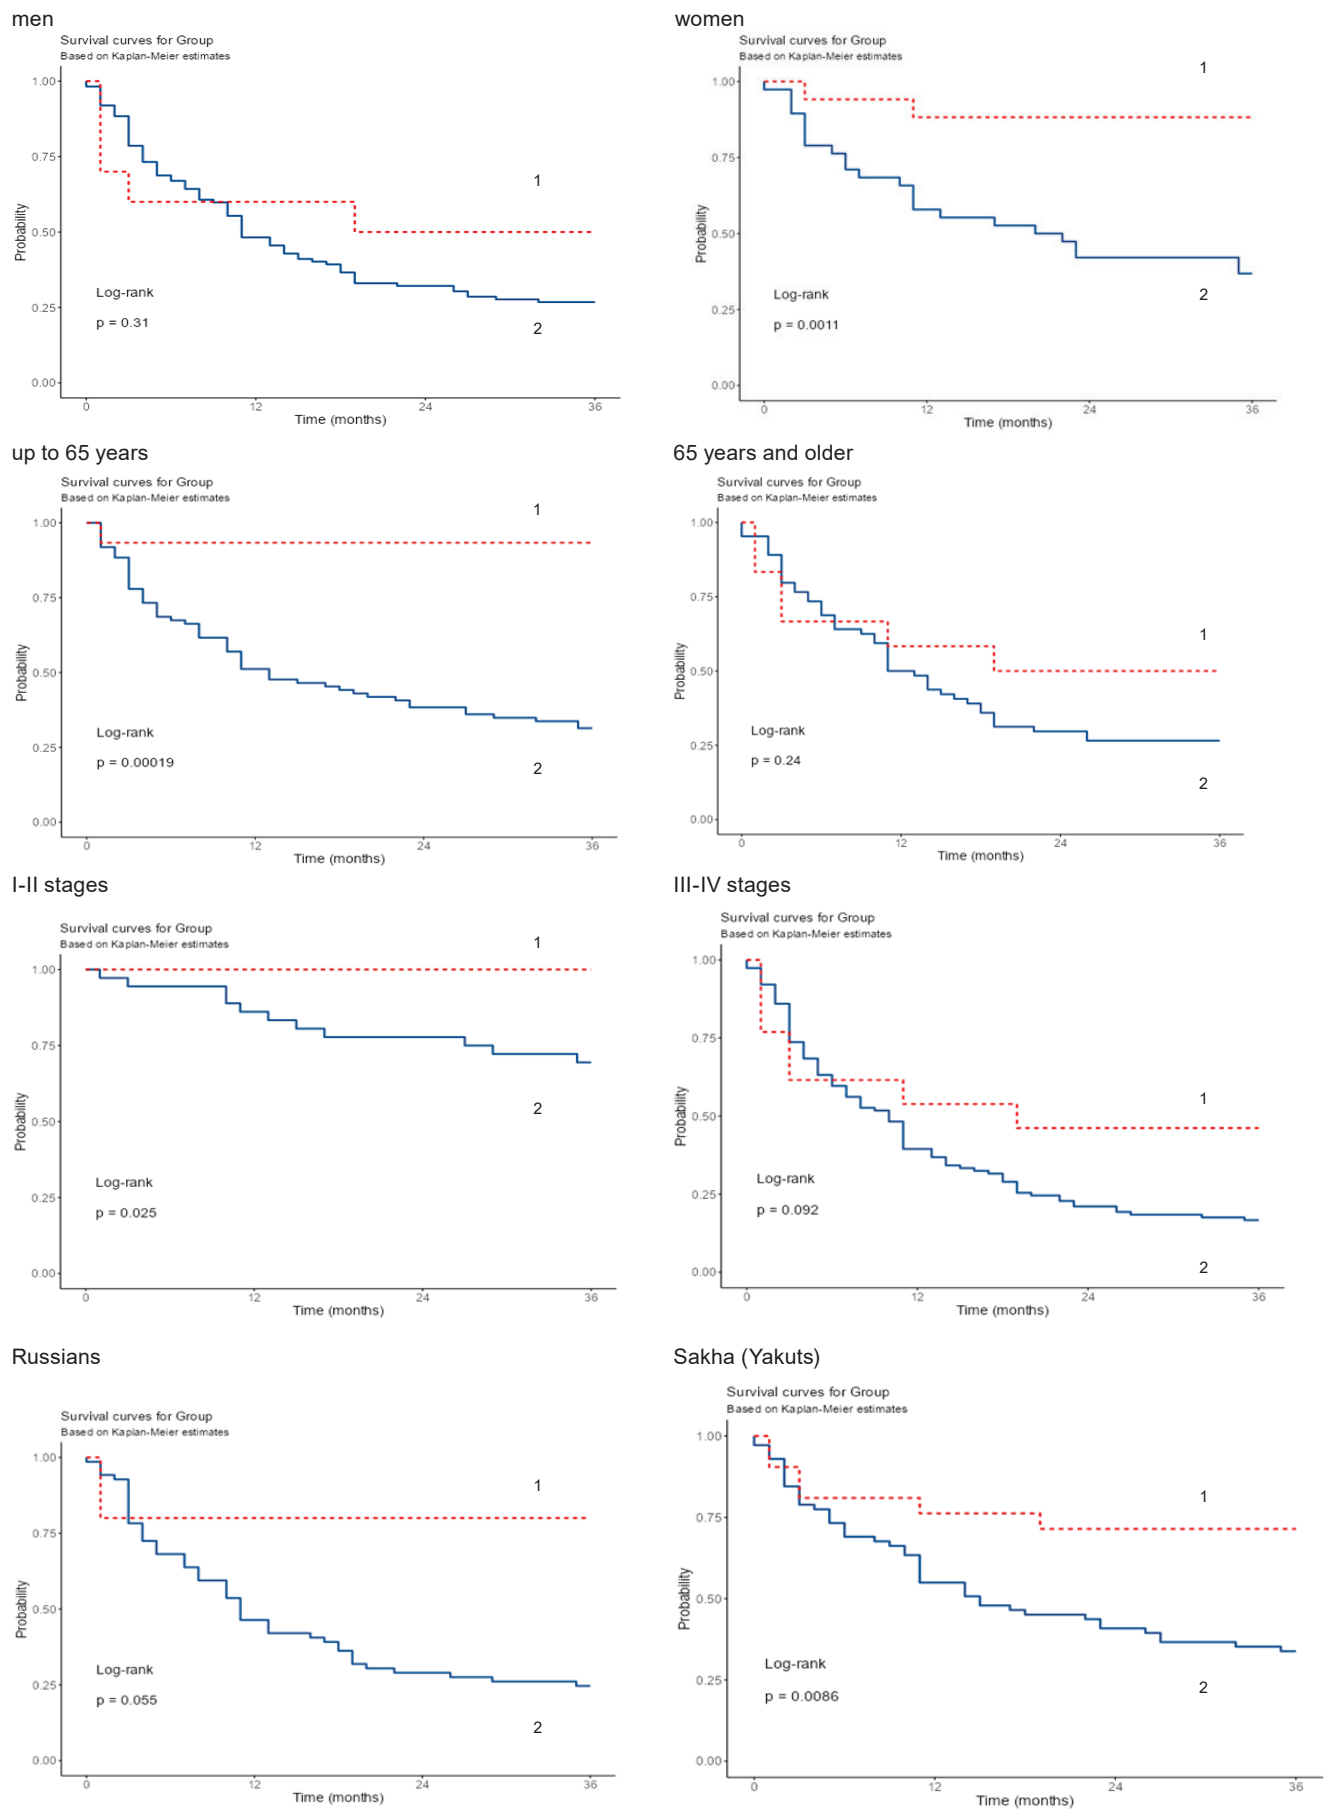 men
Survival curves for Group
Based on Kaplan-Meier estimates
1.00
0.75
0.50
0.25
0.00
Probability
1
2
Log-rank
p = 0.31
0 12 24 36
Time (months)
women
Survival curves for Group
Based on Kaplan-Meier estimates
1.00
0.75
0.50
0.25
0.00
Probability
1
2
Log-rank
p = 0.0011
0 12 24 36
Time (months)
up to 65 years
Survival curves for Group
Based on Kaplan-Meier estimates
1.00
0.75
0.50
0.25
0.00
Probability
1
2
Log-rank
p = 0.00019
0 12 24 36
Time (months)
65 years and older
Survival curves for Group
Based on Kaplan-Meier estimates
1.00
0.75
0.50
0.25
0.00
Probability
1
2
Log-rank
p = 0.24
0 12 24 36
Time (months)
I-II stages
Survival curves for Group
Based on Kaplan-Meier estimates
1.00
0.75
0.50
0.25
0.00
Probability
1
2
Log-rank
p = 0.025
0 12 24 36
Time (months)
III-IV stages
Survival curves for Group
Based on Kaplan-Meier estimates
1.00
0.75
0.50
0.25
0.00
Probability
1
2
Log-rank
p = 0.092
0 12 24 36
Time (months)
Russians
Survival curves for Group
Based on Kaplan-Meier estimates
1.00
0.75
0.50
0.25
0.00
Probability
1
2
Log-rank
p = 0.055
0 12 24 36
Time (months)
Sakha (Yakuts)
Survival curves for Group
Based on Kaplan-Meier estimates
1.00
0.75
0.50
0.25
0.00
Probability
1
2
Log-rank
p = 0.0086
0 12 24 36
Time (months)